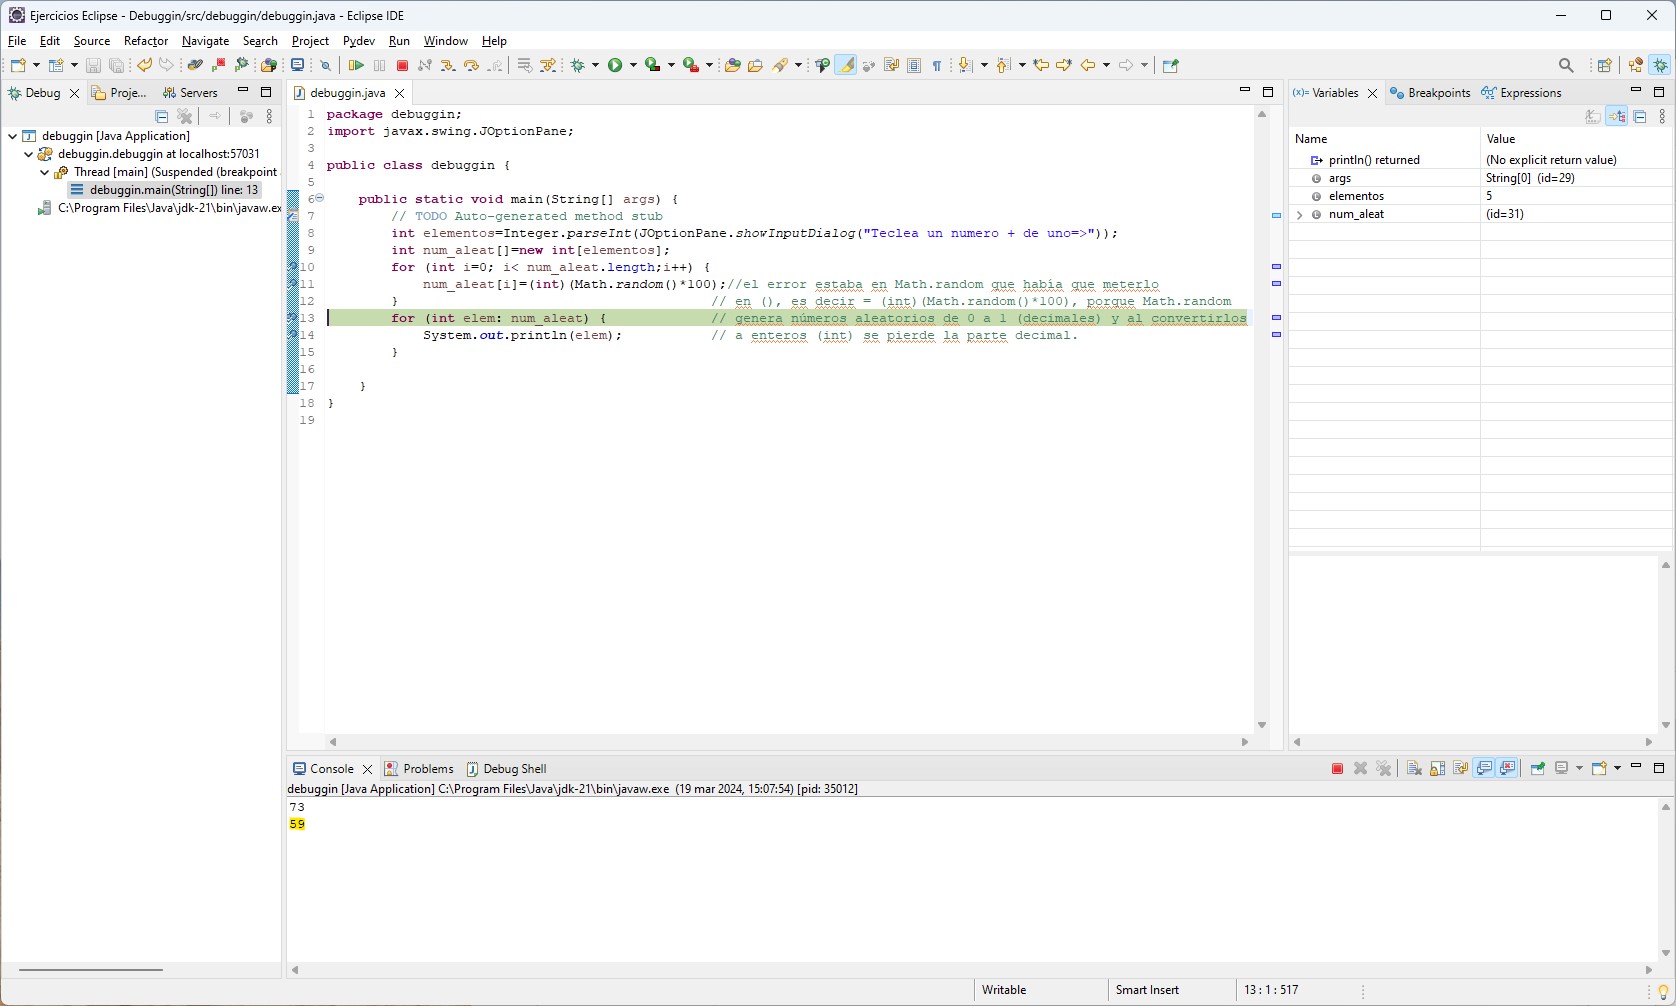 Ejercicios Eclipse - Debuggin/src/debuggin/debuggin.java - Eclipse IDE
File Edit Source Refactor Navigate Search Project Pydev Run Window Help
Debug Proje... Servers
debuggin [Java Application]
debuggin.debuggin at localhost:57031
Thread [main] (Suspended (breakpoint
debuggin.main(String[]) line: 13
C:\Program Files\Java\jdk-21\bin\javaw.ex
debuggin.java
1 package debuggin;
2 import javax.swing.JOptionPane;
3
4 public class debuggin {
5
6 public static void main(String[] args) {
7 // TODO Auto-generated method stub
8 int elementos=Integer.parseInt(JOptionPane.showInputDialog("Teclea un numero + de uno=>"));
9 int num_aleat[]=new int[elementos];
10 for (int i=0; i< num_aleat.length;i++) {
11 num_aleat[i]=(int)(Math.random()*100);//el error estaba en Math.random que había que meterlo
12 } // en (), es decir = (int)(Math.random()*100), porque Math.random
13 for (int elem: num_aleat) { // genera números aleatorios de 0 a 1 (decimales) y al convertirlos
14 System.out.println(elem); // a enteros (int) se pierde la parte decimal.
15 }
16
17 }
18 }
19
Variables Breakpoints Expressions
Name Value
println() returned (No explicit return value)
args String[0] (id=29)
elementos 5
num_aleat (id=31)
Console Problems Debug Shell
debuggin [Java Application] C:\Program Files\Java\jdk-21\bin\javaw.exe (19 mar 2024, 15:07:54) [pid: 35012]
73
59
Writable Smart Insert 13 : 1 : 517